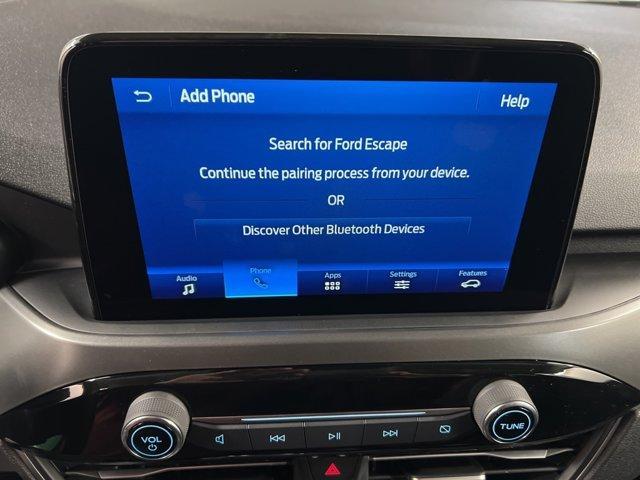 Add Phone
Help
Search for Ford Escape
Continue the pairing process from your device.
OR
Discover Other Bluetooth Devices
Audio
Phone
Apps
Settings
Features
VOL
TUNE